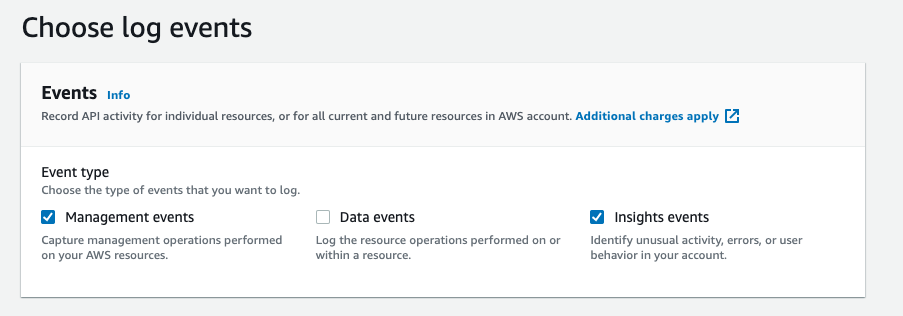 Choose log events
Events Info
Record API activity for individual resources, or for all current and future resources in AWS account. Additional charges apply
Event type
Choose the type of events that you want to log.
Management events
Capture management operations performed
on your AWS resources.
Data events
Log the resource operations performed on or
within a resource.
Insights events
Identify unusual activity, errors, or user
behavior in your account.